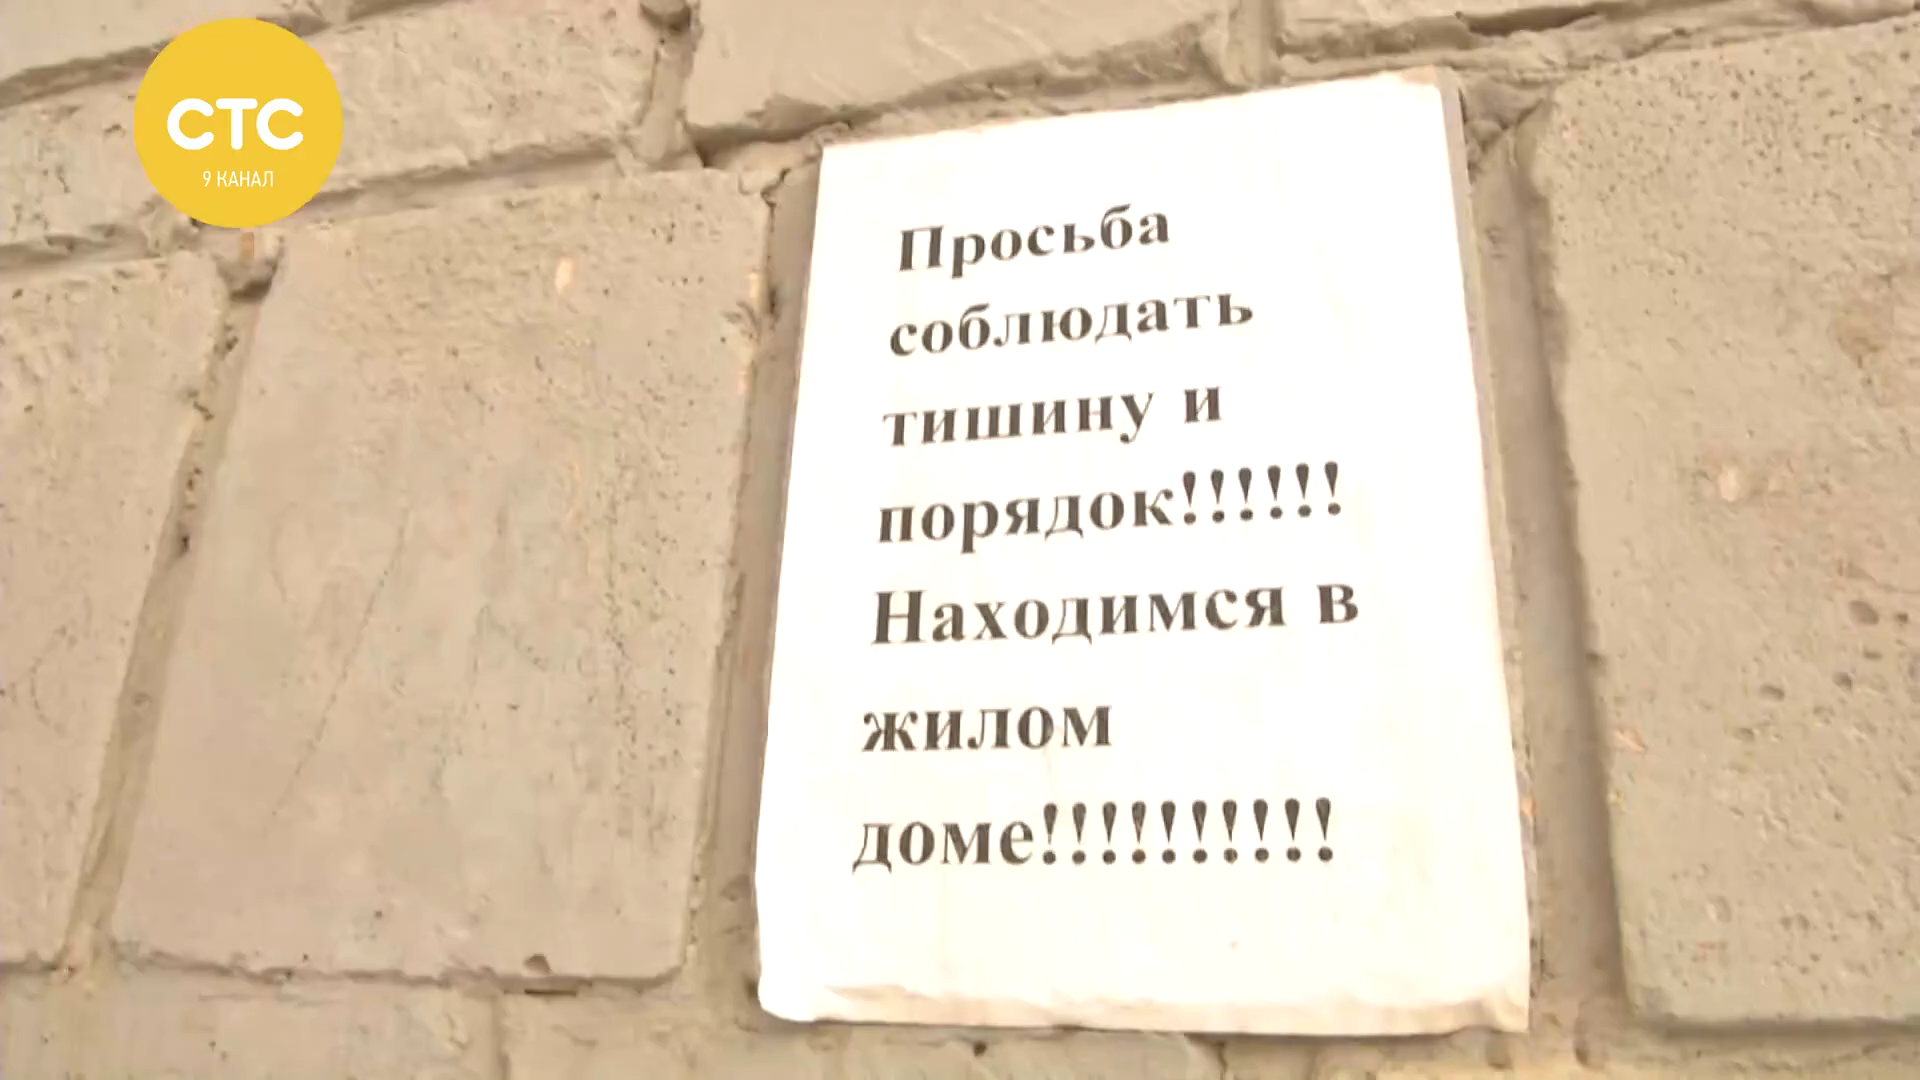 СТС
9 КАНАЛ
Просьба
соблюдать
тишину и
порядок!!!!!!
Находимся в
жилом
доме!!!!!!!!!!